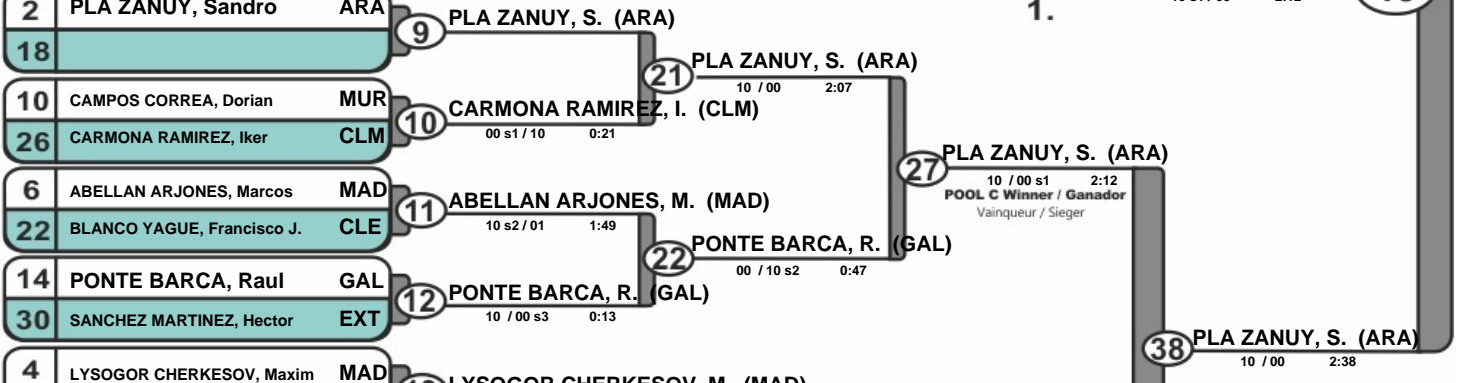 2 PLA ZANUY, Sandro ARA
18
9
PLA ZANUY, S. (ARA)
10 CAMPOS CORREA, Dorian MUR
26 CARMONA RAMIREZ, Iker CLM
10
CARMONA RAMIREZ, I. (CLM)
00 s1 / 10 0:21
21
PLA ZANUY, S. (ARA)
10 / 00 2:07
6 ABELLAN ARJONES, Marcos MAD
22 BLANCO YAGUE, Francisco J. CLE
11
ABELLAN ARJONES, M. (MAD)
10 s2 / 01 1:49
14 PONTE BARCA, Raul GAL
30 SANCHEZ MARTINEZ, Hector EXT
12
PONTE BARCA, R. (GAL)
10 / 00 s3 0:13
22
PONTE BARCA, R. (GAL)
00 / 10 s2 0:47
27
PLA ZANUY, S. (ARA)
10 / 00 s1 2:12
POOL C Winner / Ganador
Vainqueur / Sieger
4 LYSOGOR CHERKESOV, Maxim MAD
LYSOGOR CHERKESOV, M. (MAD)
38
PLA ZANUY, S. (ARA)
10 / 00 2:38
1.